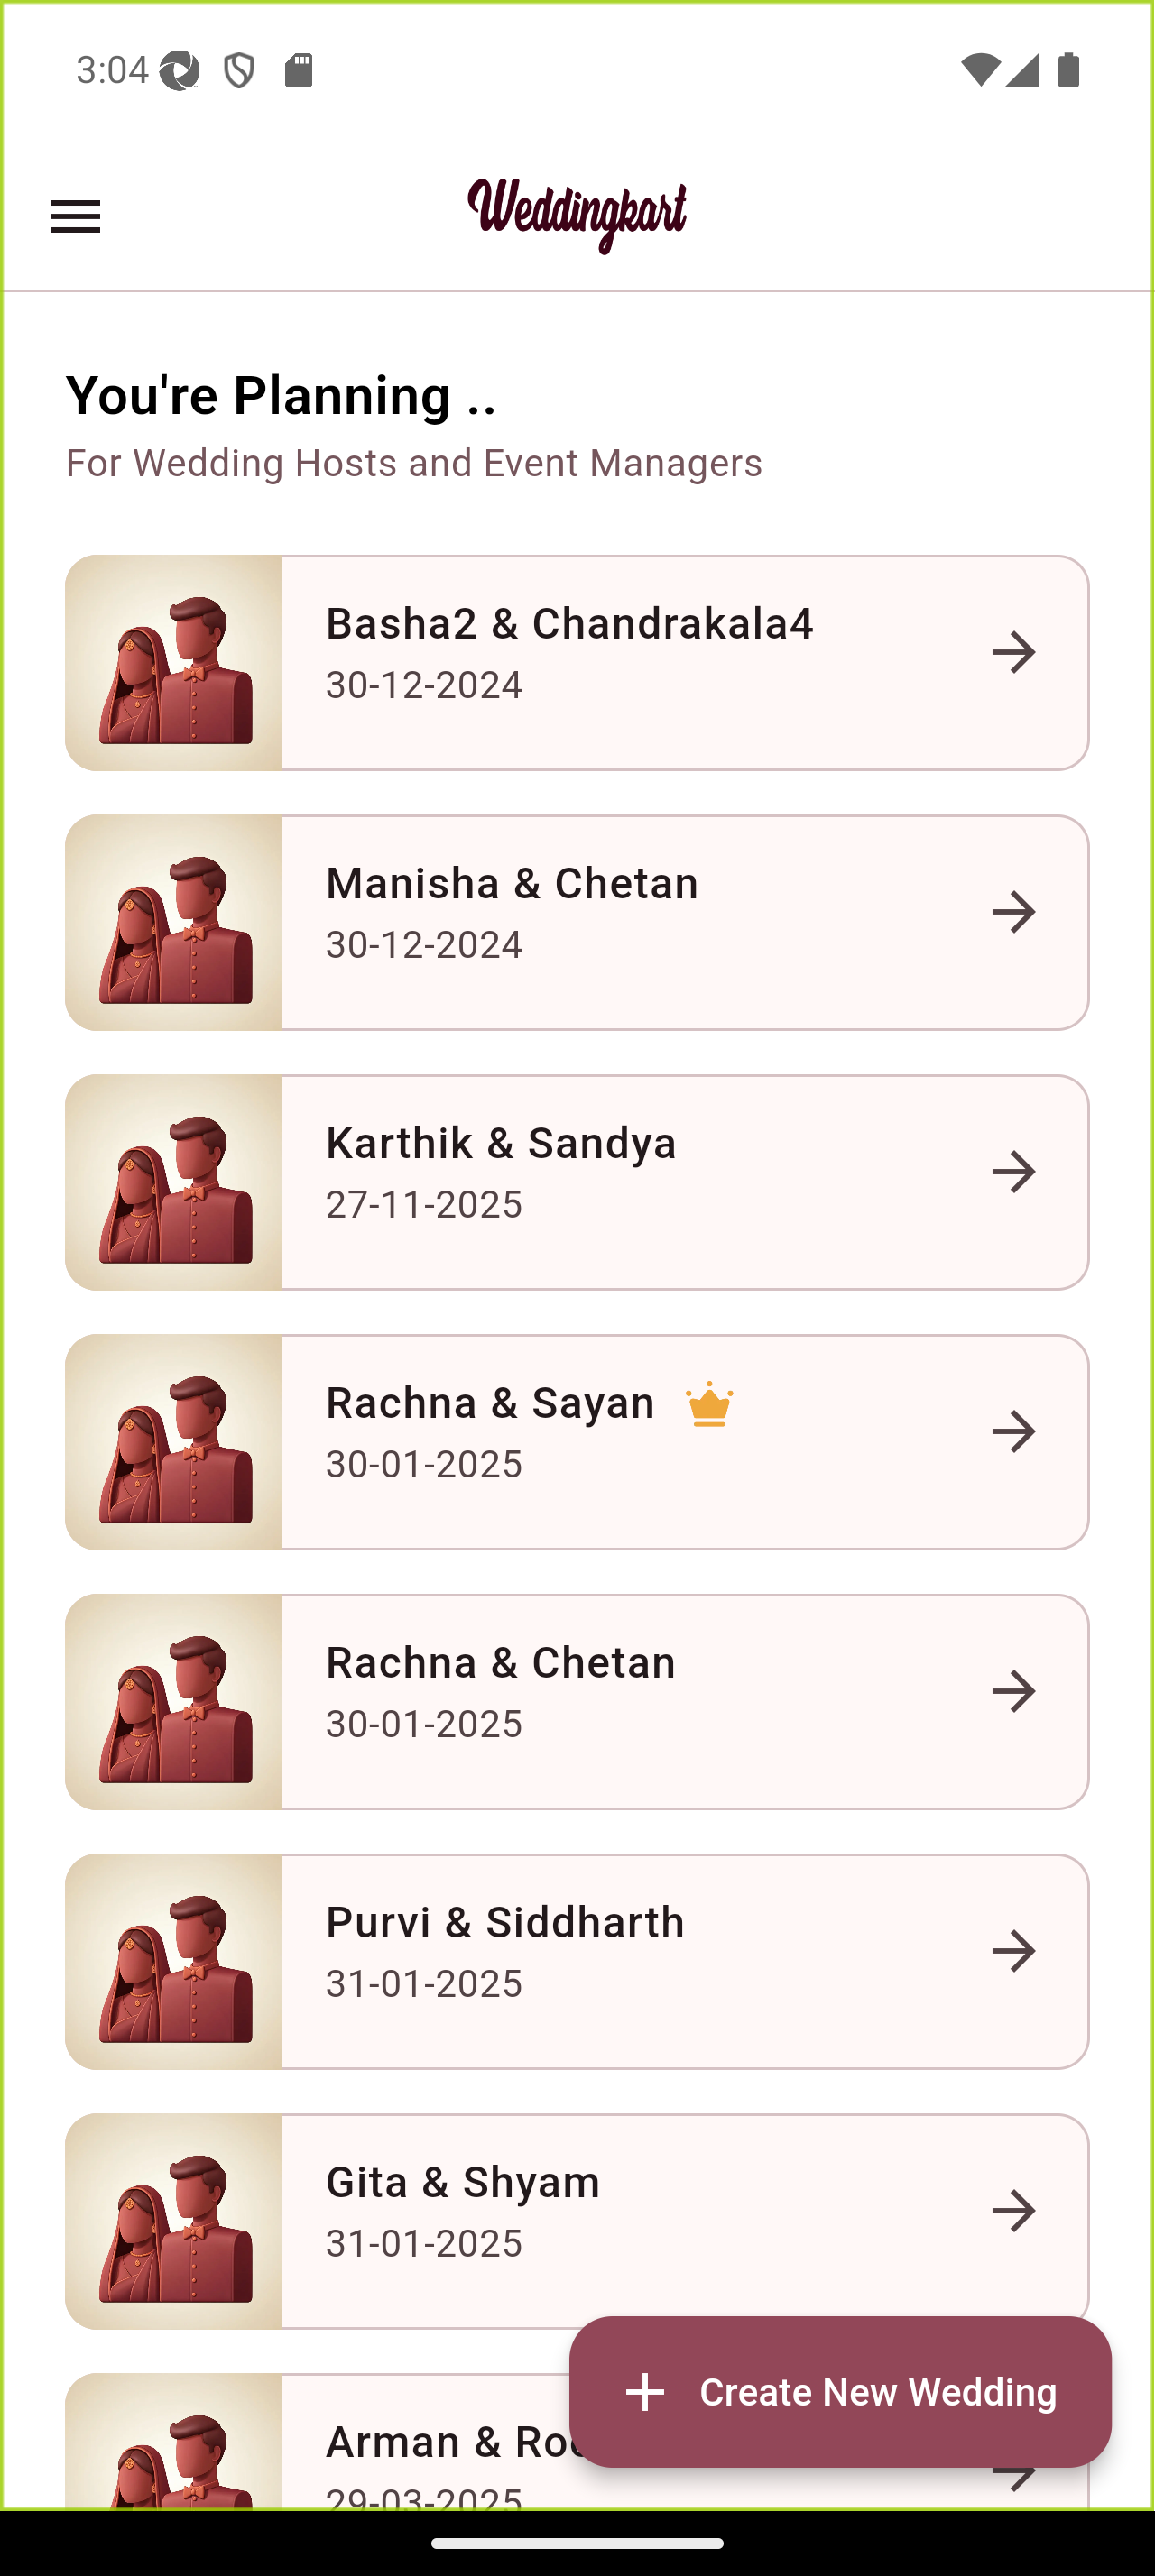 3:04
Weddingkart
You're Planning ..
For Wedding Hosts and Event Managers
Basha2 & Chandrakala4
30-12-2024
Manisha & Chetan
30-12-2024
Karthik & Sandya
27-11-2025
Rachna & Sayan
30-01-2025
Rachna & Chetan
30-01-2025
Purvi & Siddharth
31-01-2025
Gita & Shyam
31-01-2025
Create New Wedding
Arman &
29-03-2025